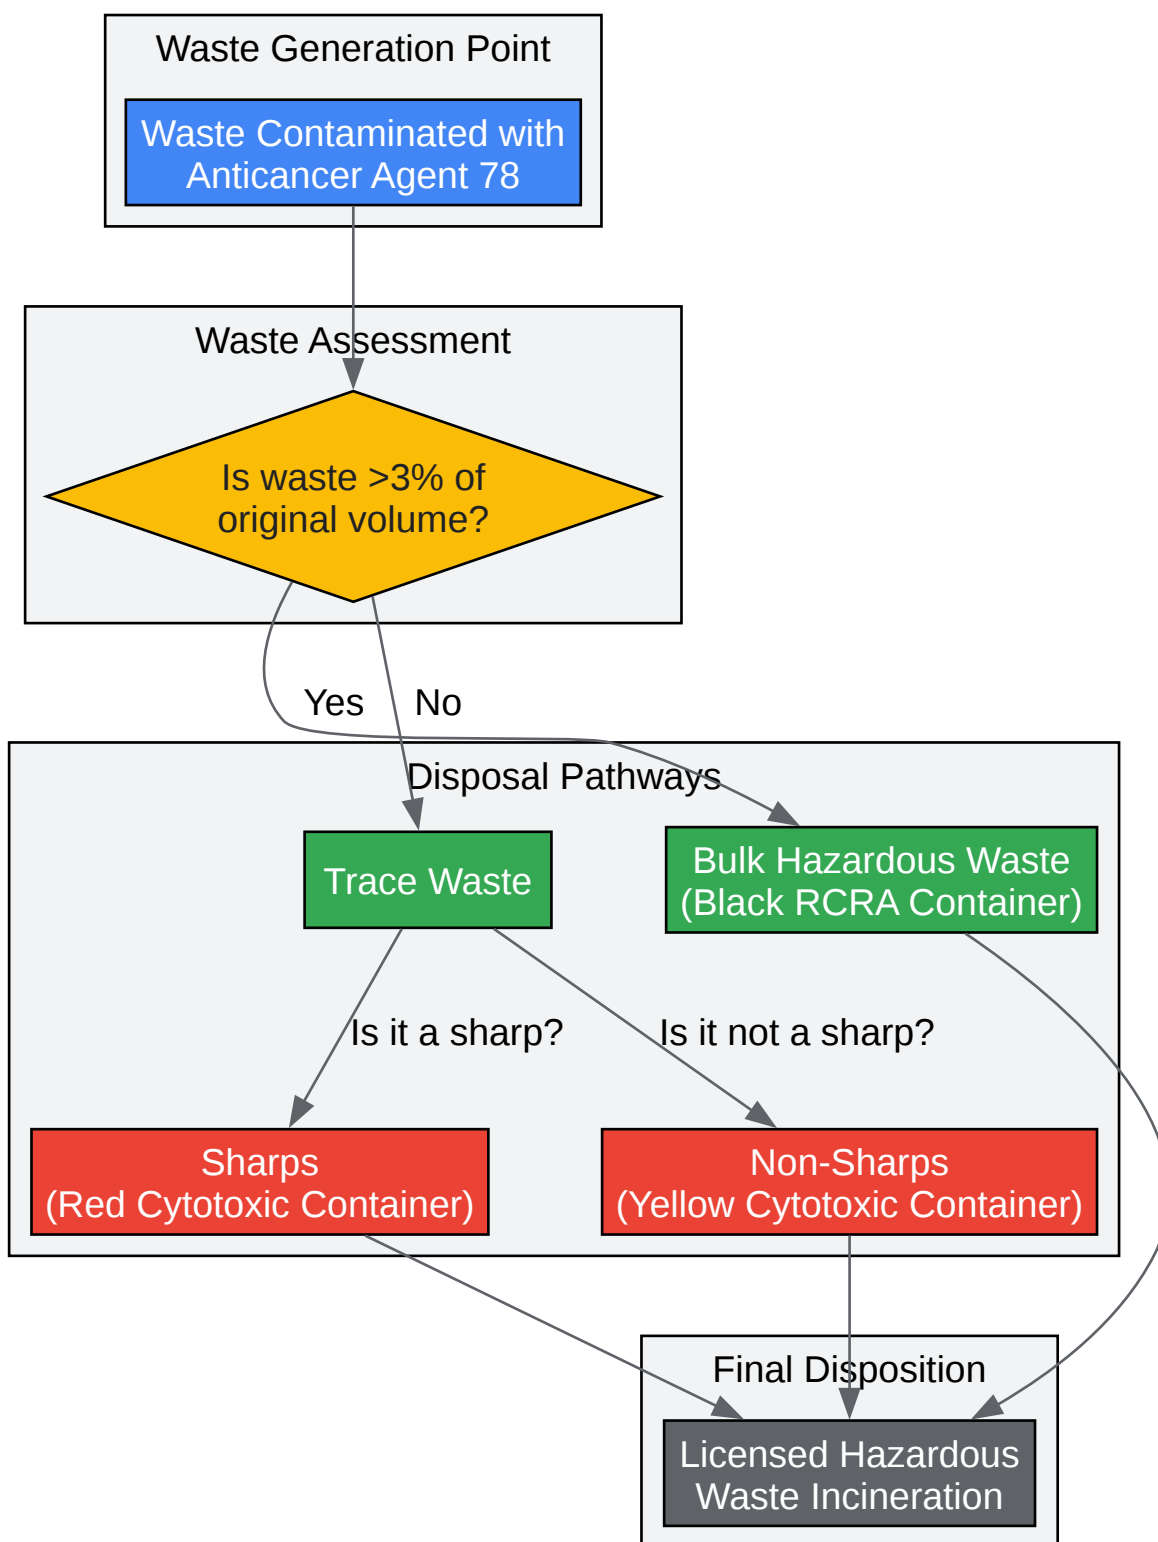 Waste Generation Point
Waste Contaminated with
Anticancer Agent 78
Waste Assessment
Is waste >3% of
original volume?
Yes
No
Disposal Pathways
Trace Waste
Bulk Hazardous Waste
(Black RCRA Container)
Is it a sharp?
Is it not a sharp?
Sharps
(Red Cytotoxic Container)
Non-Sharps
(Yellow Cytotoxic Container)
Final Disposition
Licensed Hazardous
Waste Incineration